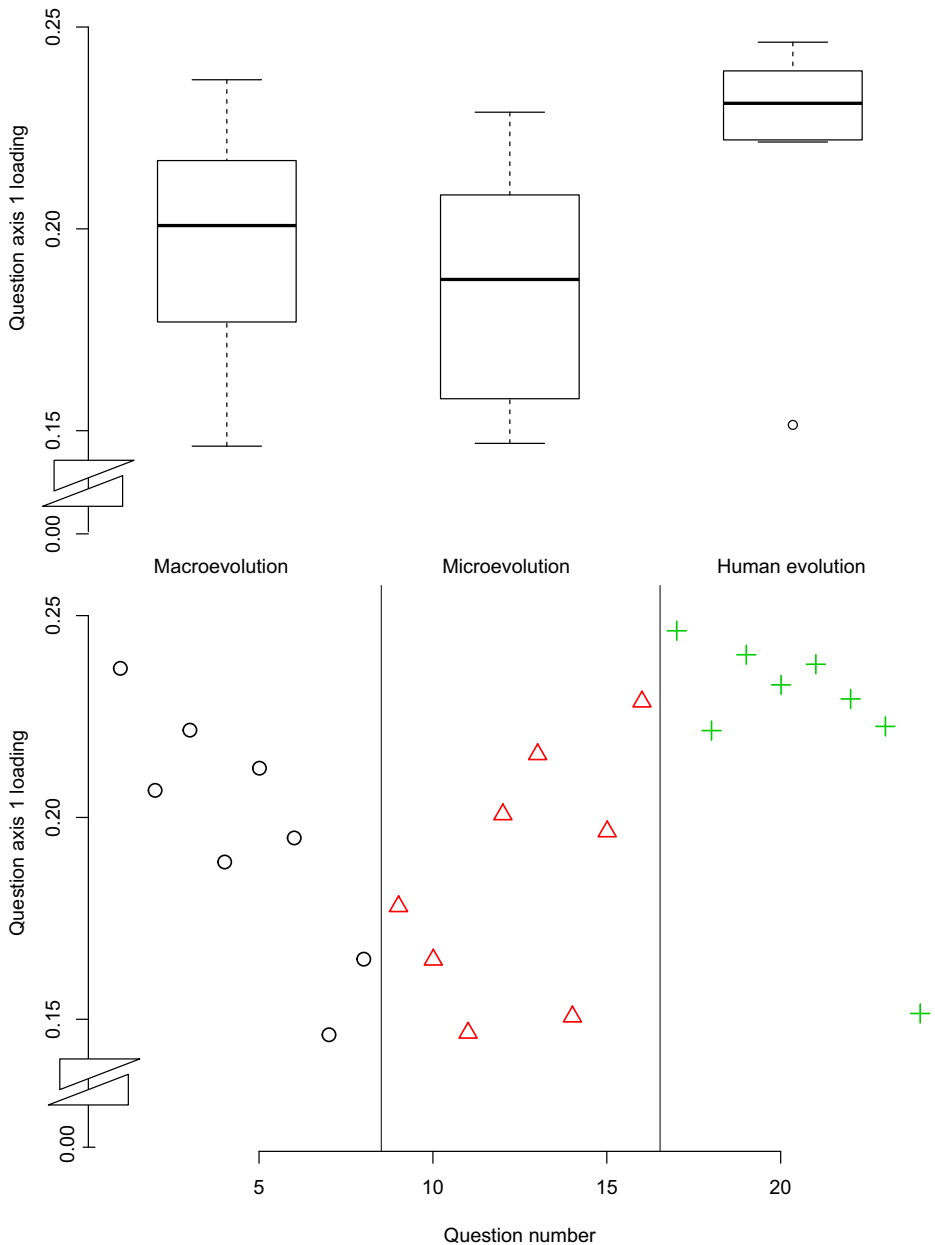 0.25
0.20
0.15
0.00
Question axis 1 loading
Macroevolution
Microevolution
Human evolution
0.25
0.20
0.15
0.00
Question axis 1 loading
5
10
15
20
Question number